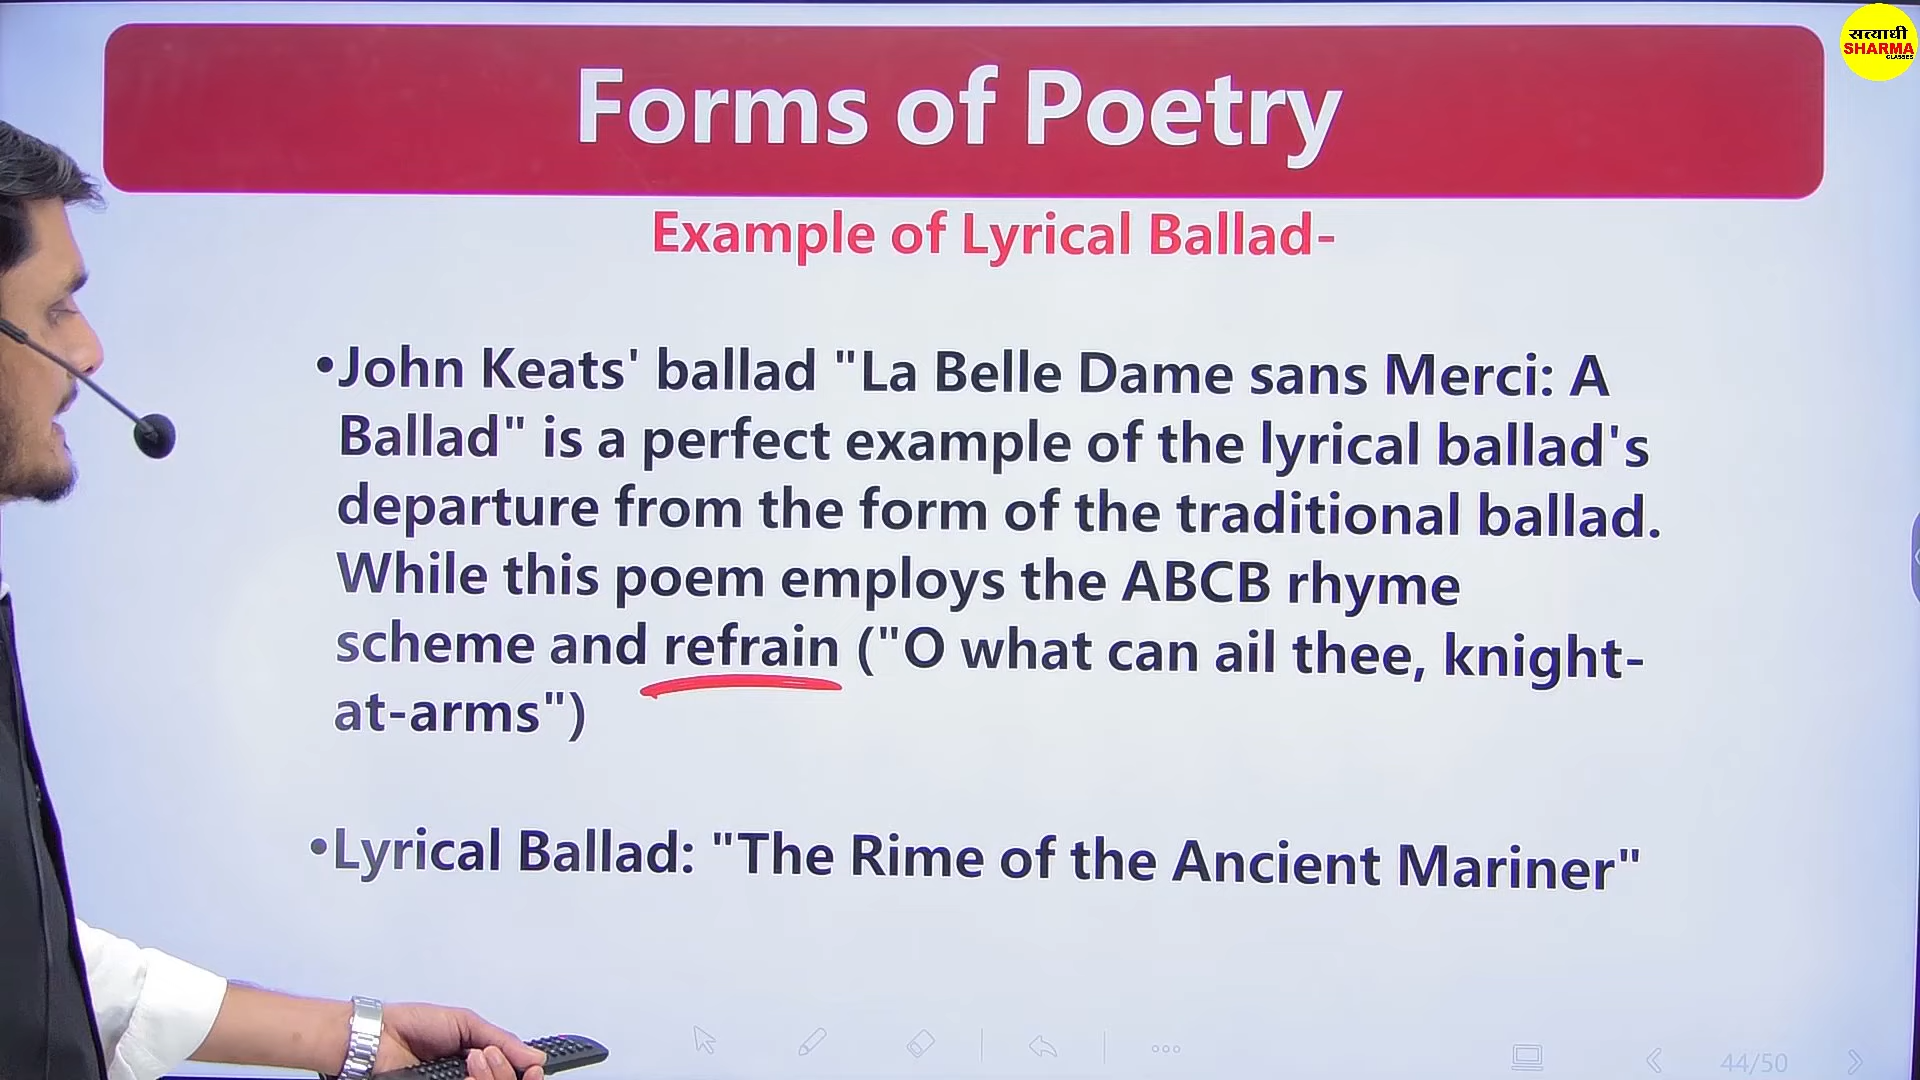 सत्यार्थी
SHARMA
CLASSES
Forms of Poetry
Example of Lyrical Ballad-
•John Keats' ballad "La Belle Dame sans Merci: A
Ballad" is a perfect example of the lyrical ballad's
departure from the form of the traditional ballad.
While this poem employs the ABCB rhyme
scheme and refrain ("O what can ail thee, knight-
at-arms")
•Lyrical Ballad: "The Rime of the Ancient Mariner"
44/50